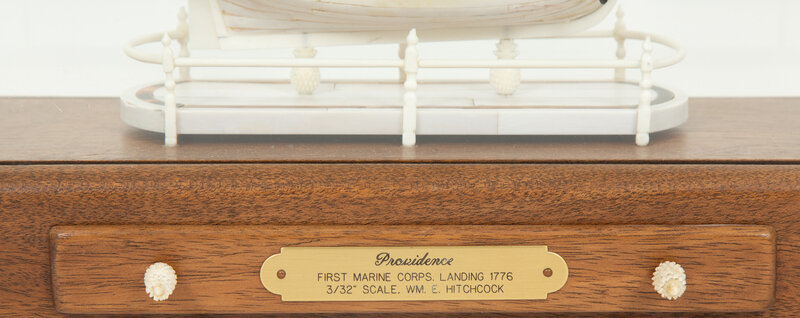 Providence
FIRST MARINE CORPS. LANDING 1776
3/32" SCALE, WM. E. HITCHCOCK